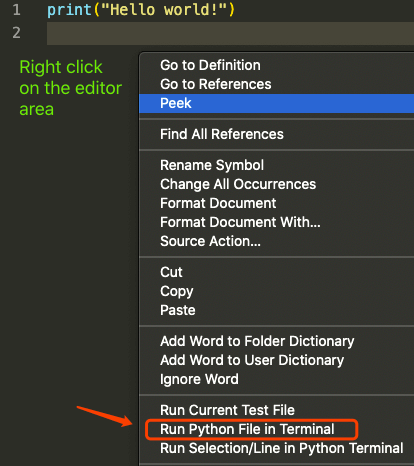 1 print("Hello world!")
2
Right click
on the editor
area
Go to Definition
Go to References
Peek
Find All References
Rename Symbol
Change All Occurrences
Format Document
Format Document With...
Source Action...
Cut
Copy
Paste
Add Word to Folder Dictionary
Add Word to User Dictionary
Ignore Word
Run Current Test File
Run Python File in Terminal
Run Selection/Line in Python Terminal